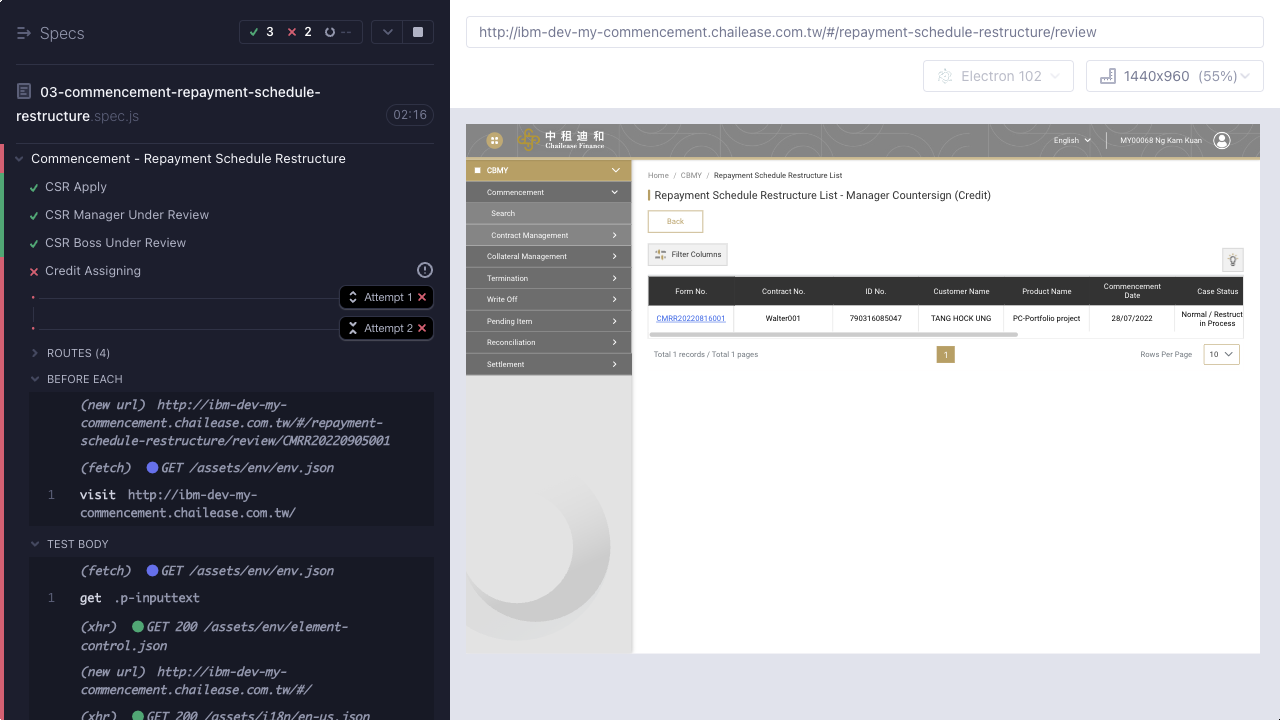 Specs
3
2
--
03-commencement-repayment-schedule-
restructure.spec.js
02:16
Commencement - Repayment Schedule Restructure
CSR Apply
CSR Manager Under Review
CSR Boss Under Review
Credit Assigning
Attempt 1
Attempt 2
ROUTES (4)
BEFORE EACH
(new url) http://ibm-dev-my-
commencement.chailease.com.tw/#/repayment-
schedule-restructure/review/CMRR20220905001
(fetch) GET /assets/env/env.json
1 visit http://ibm-dev-my-
commencement.chailease.com.tw/
TEST BODY
(fetch) GET /assets/env/env.json
1 get .p-inputtext
(xhr) GET 200 /assets/env/element-
control.json
(new url) http://ibm-dev-my-
commencement.chailease.com.tw/#/
(xhr) GET 200 /assets/i18n/en-us.json
http://ibm-dev-my-commencement.chailease.com.tw/#/repayment-schedule-restructure/review
Electron 102
1440x960 (55%)
中租迪和
Chailease Finance
English
MY00068 Ng Kam Kuan
CBMY
Commencement
Search
Contract Management
Collateral Management
Termination
Write Off
Pending Item
Reconciliation
Settlement
Home / CBMY / Repayment Schedule Restructure List
Repayment Schedule Restructure List - Manager Countersign (Credit)
Back
Filter Columns
Form No. Contract No. ID No. Customer Name Product Name Commencement Date Case Status
CMRR20220816001 Walter001 790316085047 TANG HOCK UNG PC-Portfolio project 28/07/2022 Normal / Restruct
in Process
Total 1 records / Total 1 pages
1
Rows Per Page 10